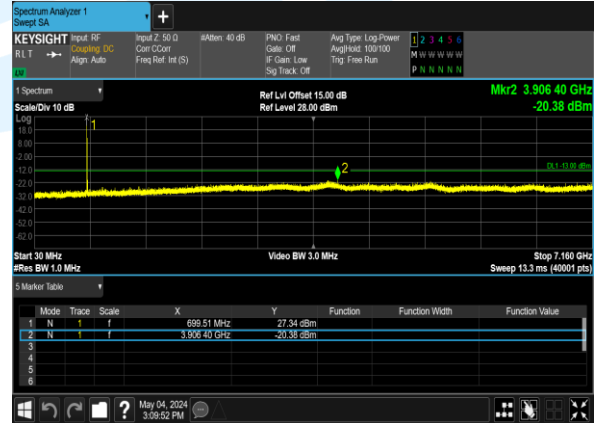 Spectrum Analyzer 1
Swept SA
KEYSIGHT
RLT
LW
Input: RF
Coupling: DC
Align: Auto
Input Z: 50 Ω
Corr CCorr
Freq Ref: Int (S)
#Atten: 40 dB
PNO: Fast
Gate: Off
IF Gain: Low
Sig Track: Off
Avg Type: Log-Power
Avg|Hold: 100/100
Trig: Free Run
1 2 3 4 5 6
M W W W W W
P N N N N N
1 Spectrum
Scale/Div 10 dB
Ref Lvl Offset 15.00 dB
Ref Level 28.00 dBm
Mkr2 3.906 40 GHz
-20.38 dBm
Log
18.0
8.00
-2.00
-12.0
-22.0
-32.0
-42.0
-52.0
-62.0
1
2
DL1 -13.00 dBm
Start 30 MHz
#Res BW 1.0 MHz
Video BW 3.0 MHz
Stop 7.160 GHz
Sweep 13.3 ms (40001 pts)
5 Marker Table
Mode Trace Scale X Y Function Function Width Function Value
1 N 1 f 699.51 MHz 27.34 dBm
2 N 1 f 3.906 40 GHz -20.38 dBm
3
4
5
6
?
May 04, 2024
3:09:52 PM